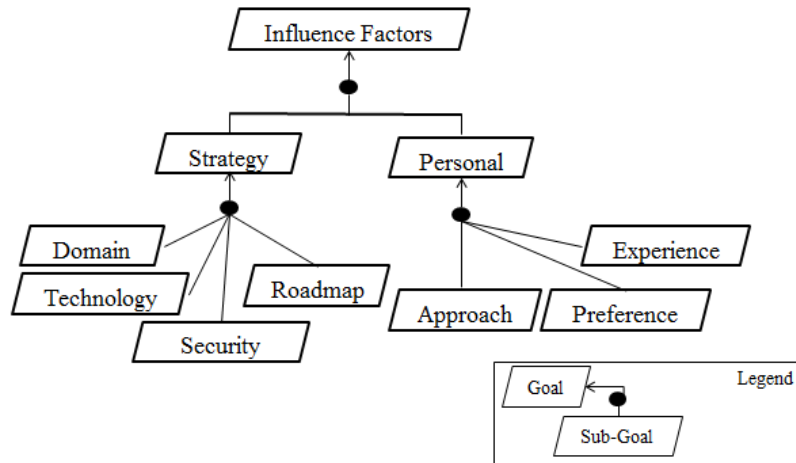 Influence Factors
Strategy
Personal
Domain
Experience
Technology
Roadmap
Approach
Preference
Security
Legend
Goal
Sub-Goal